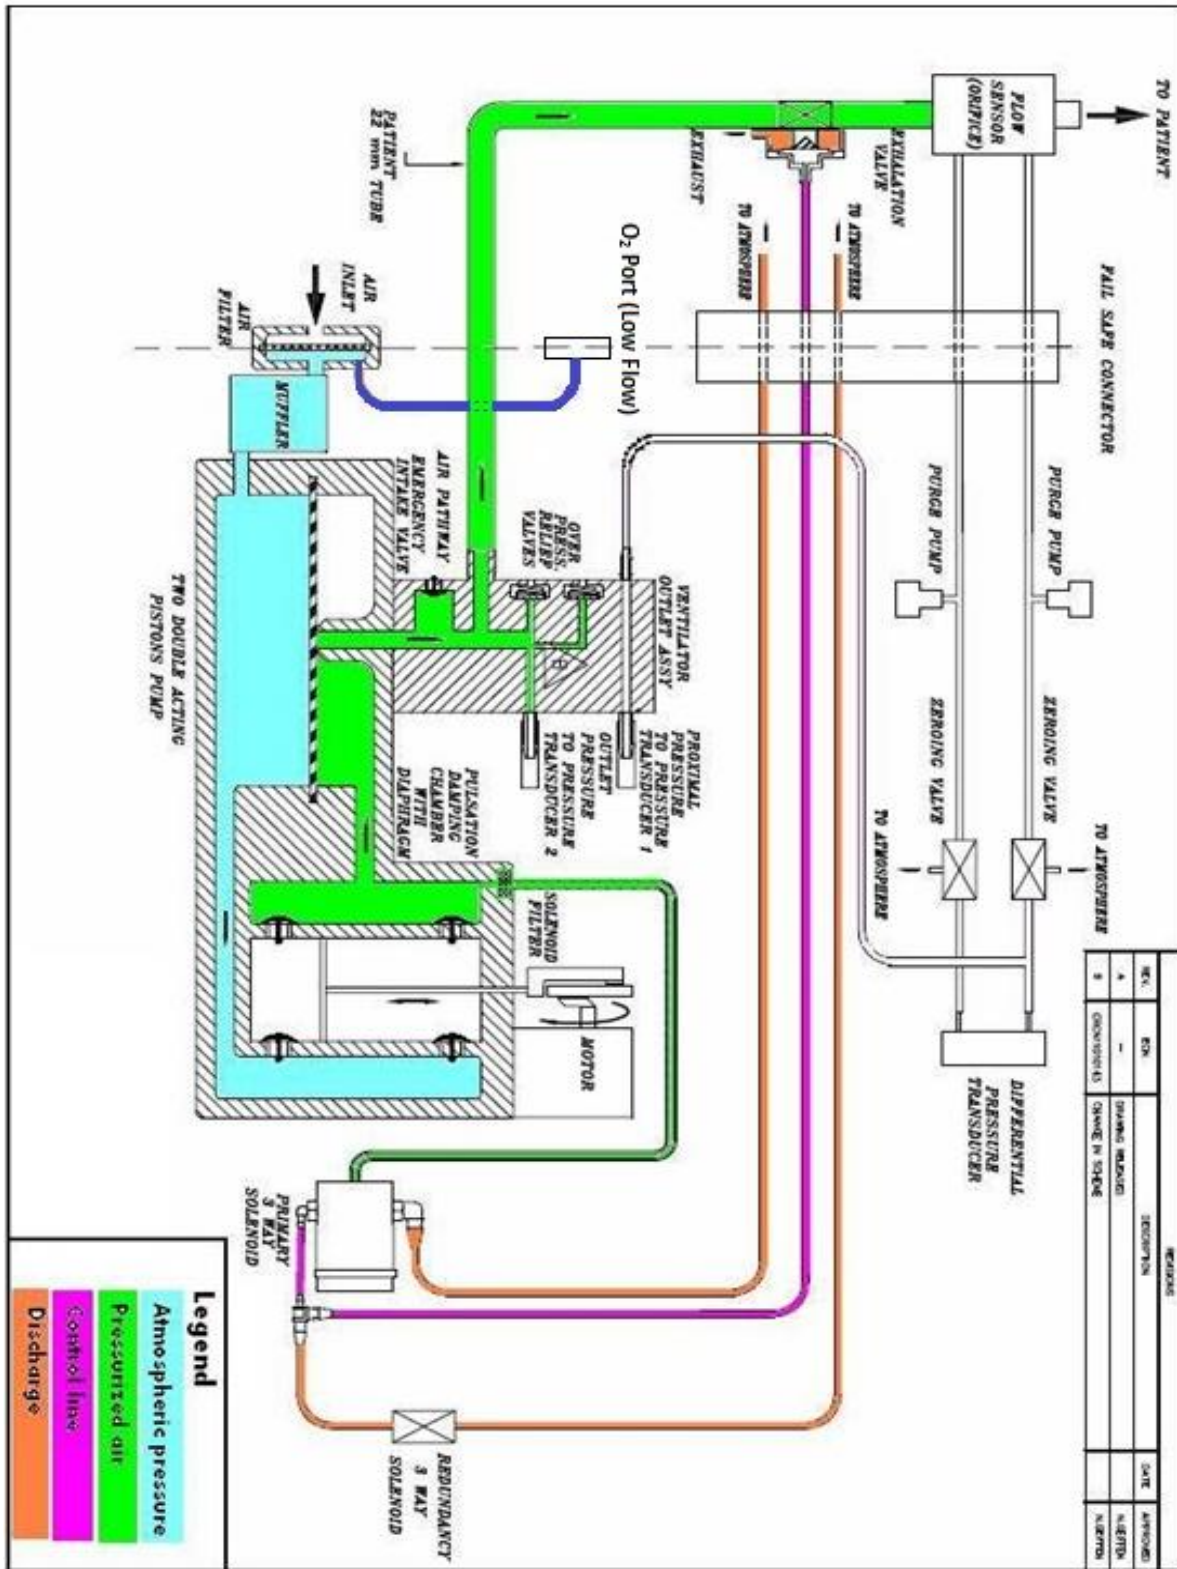 REVISIONS
REV.
ECN
DESCRIPTION
DATE
APPROVED
A
—
DRAWING RELEASED
N.GEFFEN
B
CHANGE IN SCHEME
N.GEFFEN
TO PATIENT
FLOW
SENSOR
(ORIFICE)
FAIL SAFE CONNECTOR
PURGE PUMP
PURGE PUMP
ZEROING VALVE
ZEROING VALVE
TO ATMOSPHERE
TO ATMOSPHERE
DIFFERENTIAL
PRESSURE
TRANSDUCER
EXHALATION
VALVE
EXHAUST
TO ATMOSPHERE
TO ATMOSPHERE
O₂ Port (Low Flow)
PATIENT
22 mm TUBE
AIR
INLET
AIR
FILTER
MUFFLER
AIR PATHWAY
EMERGENCY
INTAKE VALVE
OVER
PRESS.
RELIEF
VALVES
VENTILATOR
OUTLET ASSY
PROXIMAL
PRESSURE
TO PRESSURE
TRANSDUCER 1
OUTLET
PRESSURE
TO PRESSURE
TRANSDUCER 2
PULSATION
DAMPING
CHAMBER
WITH
DIAPHRAGM
SOLENOID
FILTER
MOTOR
TWO DOUBLE ACTING
PISTONS PUMP
PRIMARY
3 WAY
SOLENOID
REDUNDANCY
3 WAY
SOLENOID
Legend
Atmospheric pressure
Pressurized air
Control line
Discharge